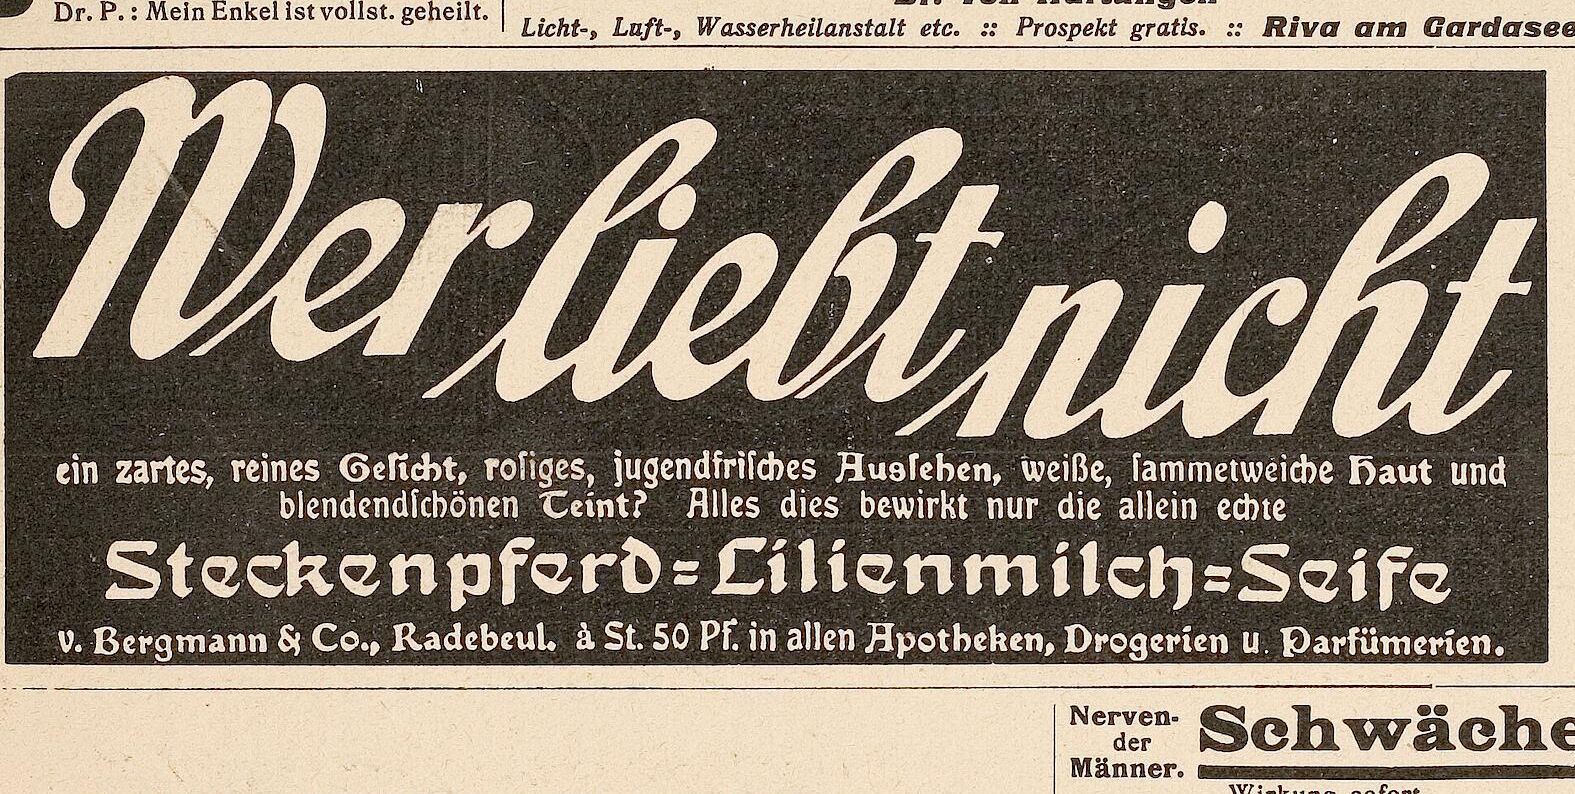 Dr. P.: Mein Enkel ist vollst. geheilt.
Licht-, Luft-, Wasserheilanstalt etc. :: Prospekt gratis. :: Riva am Gardasee
Wer liebt nicht
ein zartes, reines Geſicht, roſiges, jugendfriſches Ausſehen, weiße, ſammetweiche Haut und
blendendſchönen Teint? Alles dies bewirkt nur die allein echte
Steckenpferd=Lilienmilch=Seife
v. Bergmann & Co., Radebeul. à St. 50 Pf. in allen Apotheken, Drogerien u. Parfümerien.
Nerven-
der
Männer.
Schwäche
Wirkung sofort